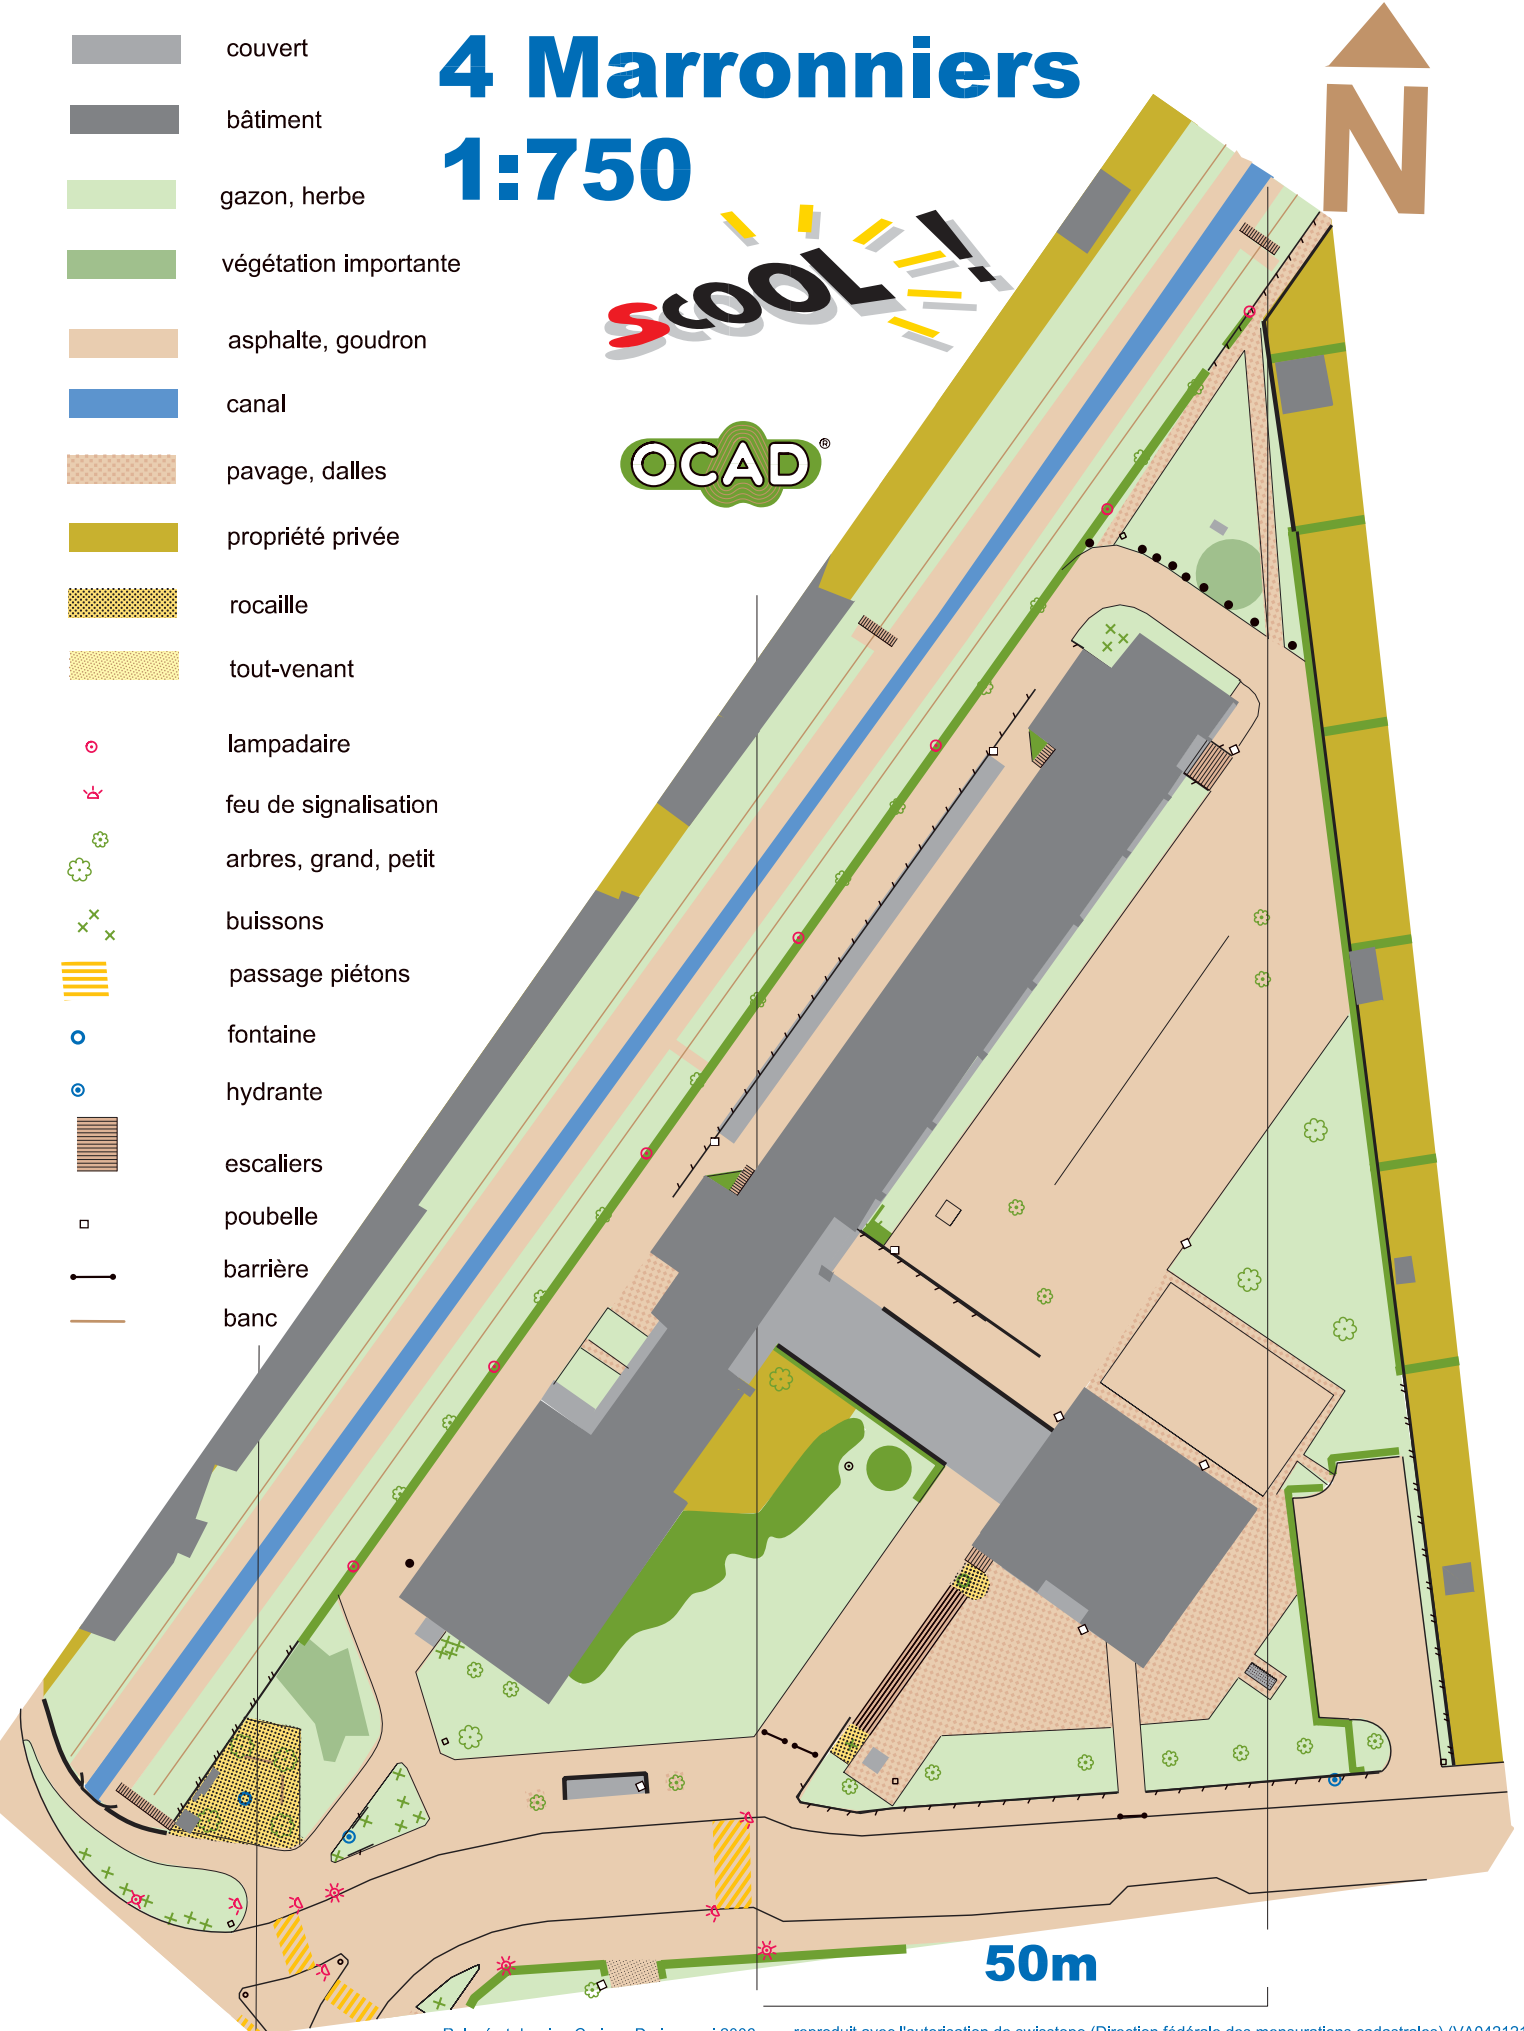 4 Marronniers
1:750
N
couvert
bâtiment
gazon, herbe
végétation importante
asphalte, goudron
canal
pavage, dalles
propriété privée
rocaille
tout-venant
lampadaire
feu de signalisation
arbres, grand, petit
buissons
passage piétons
fontaine
hydrante
escaliers
poubelle
barrière
banc
sCOOL!
OCAD®
50m
reproduit avec l'autorisation de swisstopo (Direction fédérale des mensurations cadastrales)